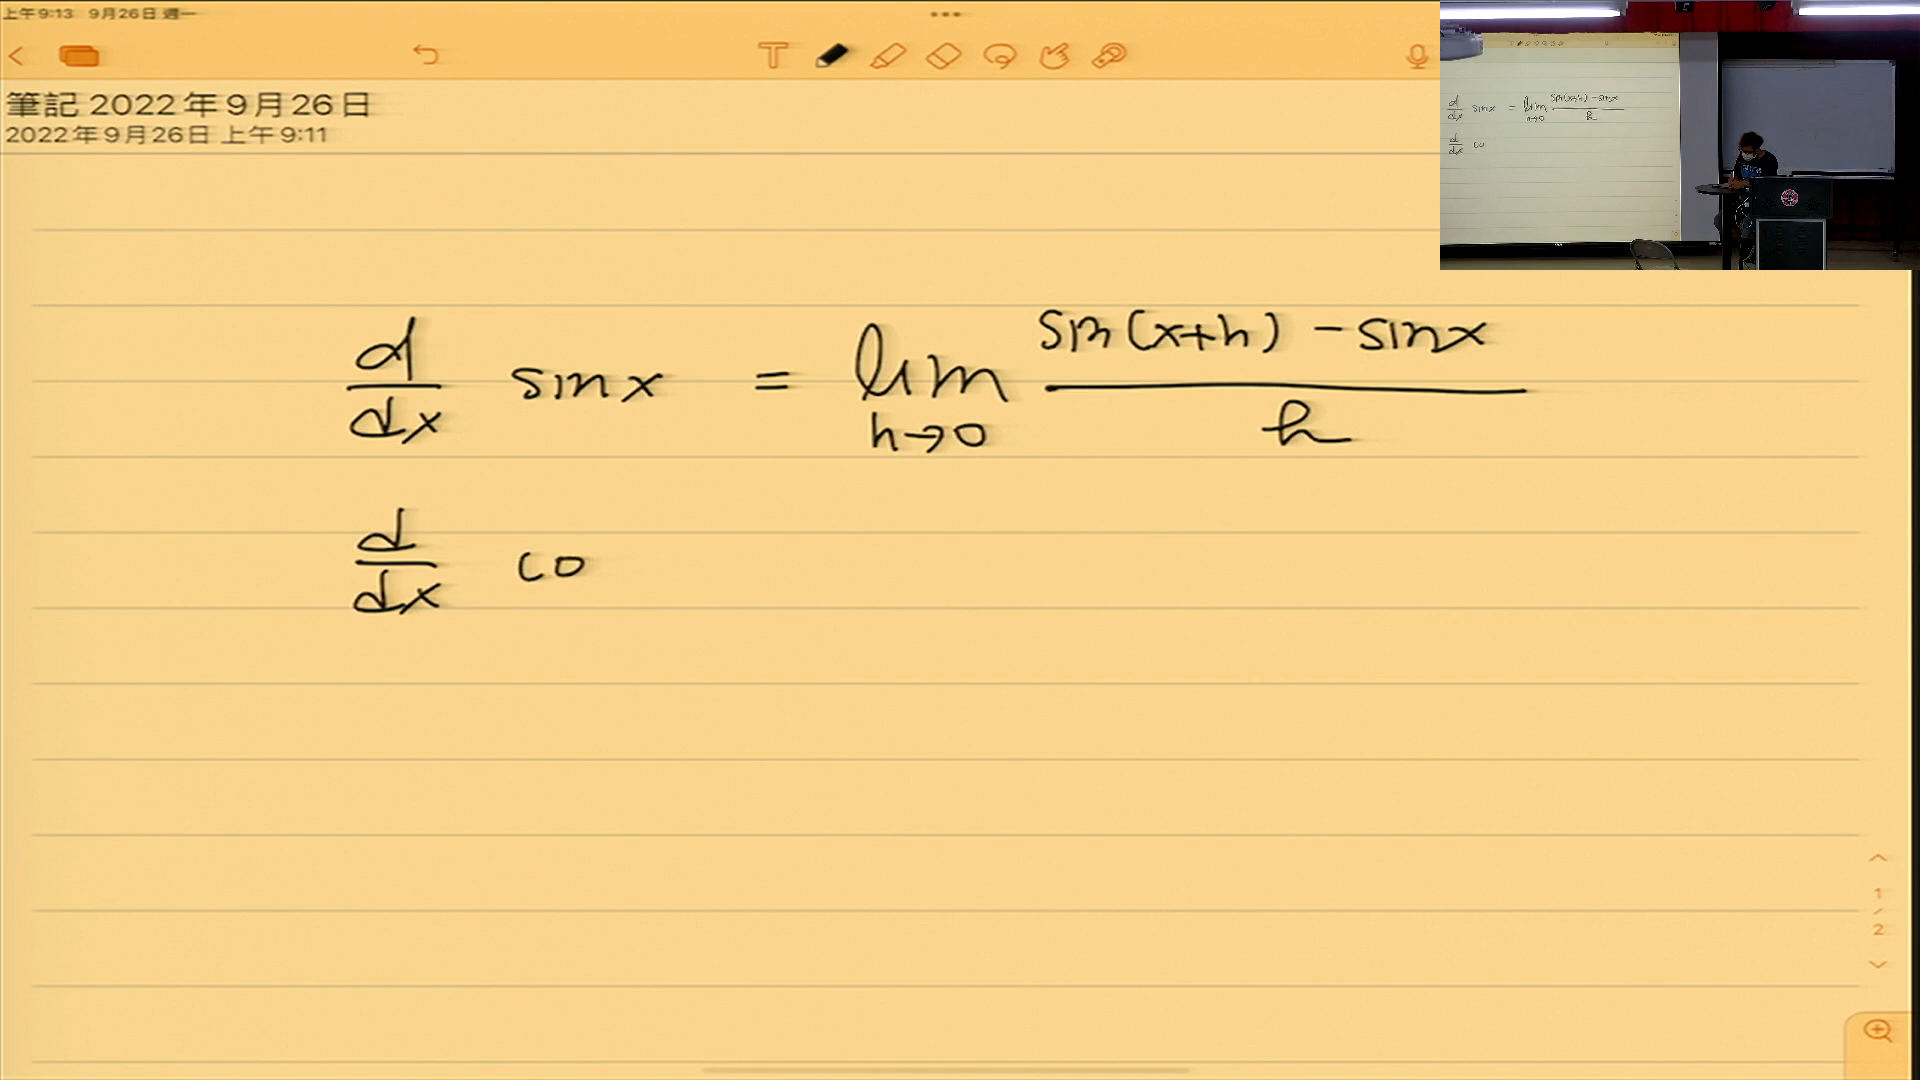 上午9:13 9月26日 週一
筆記 2022年9月26日
2022年9月26日 上午9:11
d/dx sinx = lim h→0 (sin(x+h) - sinx)/h
d/dx co
1/2